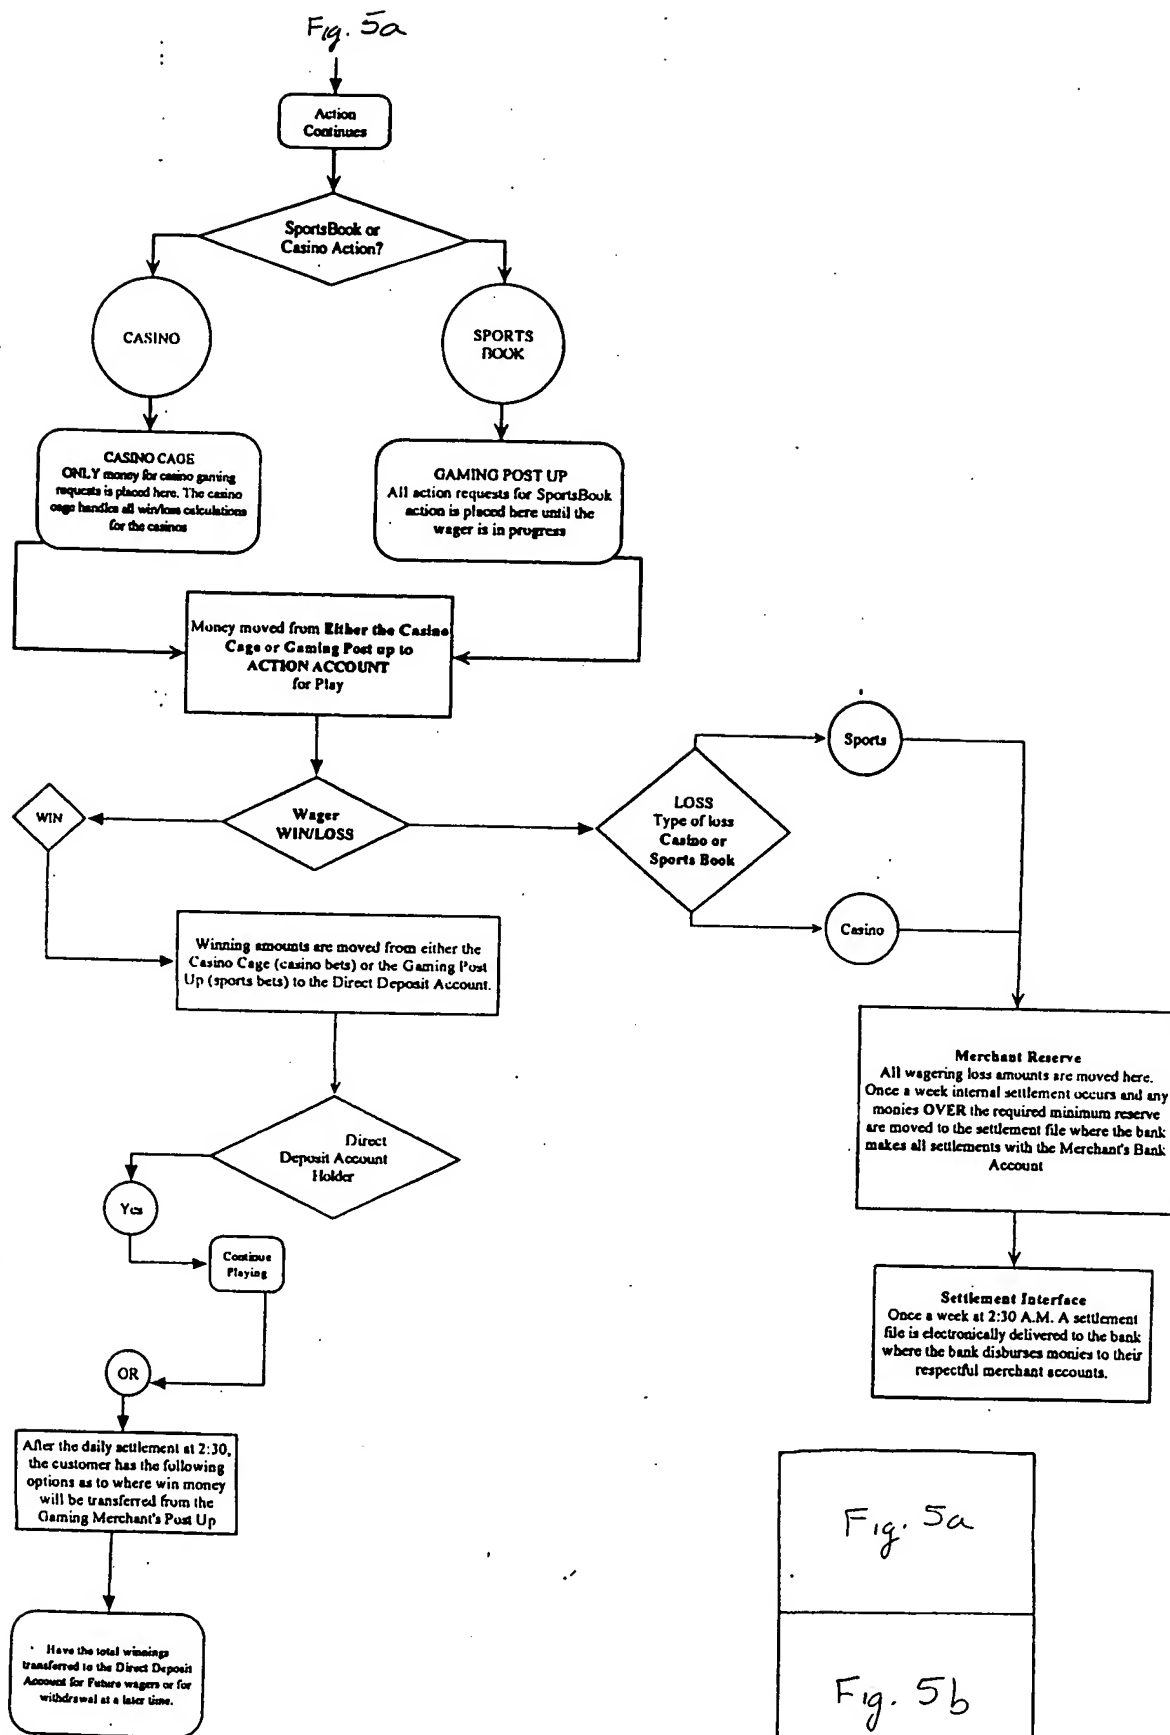 Fig. 5a
Action
Continues
SportsBook or
Casino Action?
CASINO
SPORTS
BOOK
CASINO CAGE
ONLY money for casino gaming
requests is placed here. The casino
cage handles all win/loss calculations
for the casinos
GAMING POST UP
All action requests for SportsBook
action is placed here until the
wager is in progress
Money moved from Either the Casino
Cage or Gaming Post up to
ACTION ACCOUNT
for Play
Sports
WIN
Wager
WIN/LOSS
LOSS
Type of loss
Casino or
Sports Book
Casino
Winning amounts are moved from either the
Casino Cage (casino bets) or the Gaming Post
Up (sports bets) to the Direct Deposit Account.
Merchant Reserve
All wagering loss amounts are moved here.
Once a week internal settlement occurs and any
monies OVER the required minimum reserve
are moved to the settlement file where the bank
makes all settlements with the Merchant's Bank
Account
Direct
Deposit Account
Holder
Yes
Continue
Playing
Settlement Interface
Once a week at 2:30 A.M. A settlement
file is electronically delivered to the bank
where the bank disburses monies to their
respectful merchant accounts.
OR
After the daily settlement at 2:30,
the customer has the following
options as to where win money
will be transferred from the
Gaming Merchant's Post Up
Have the total winnings
transferred to the Direct Deposit
Account for Future wagers or for
withdrawal at a later time.
Fig. 5a
Fig. 5b